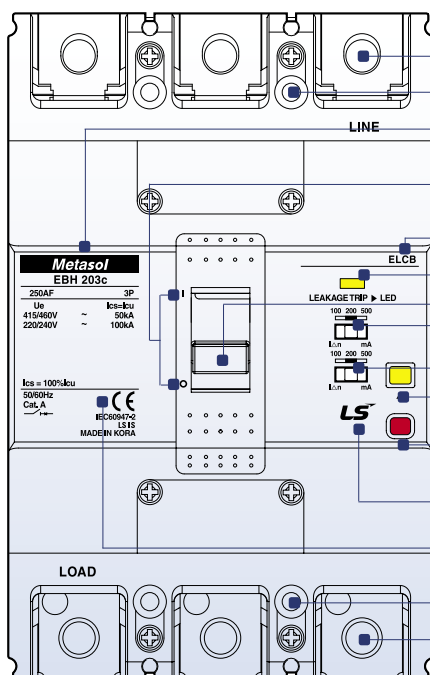 LINE
ELCB
Metasol
EBH 203c
250AF 3P
Ue Ics=Icu
415/460V ~ 50kA
220/240V ~ 100kA
I
O
LEAKAGE TRIP ▶ LED
100 200 500
I△n mA
100 200 500
I△n mA
Ics = 100%Icu
50/60Hz
Cat. A
CE
IEC60947-2
LS IS
MADE IN KORA
LS
LOAD